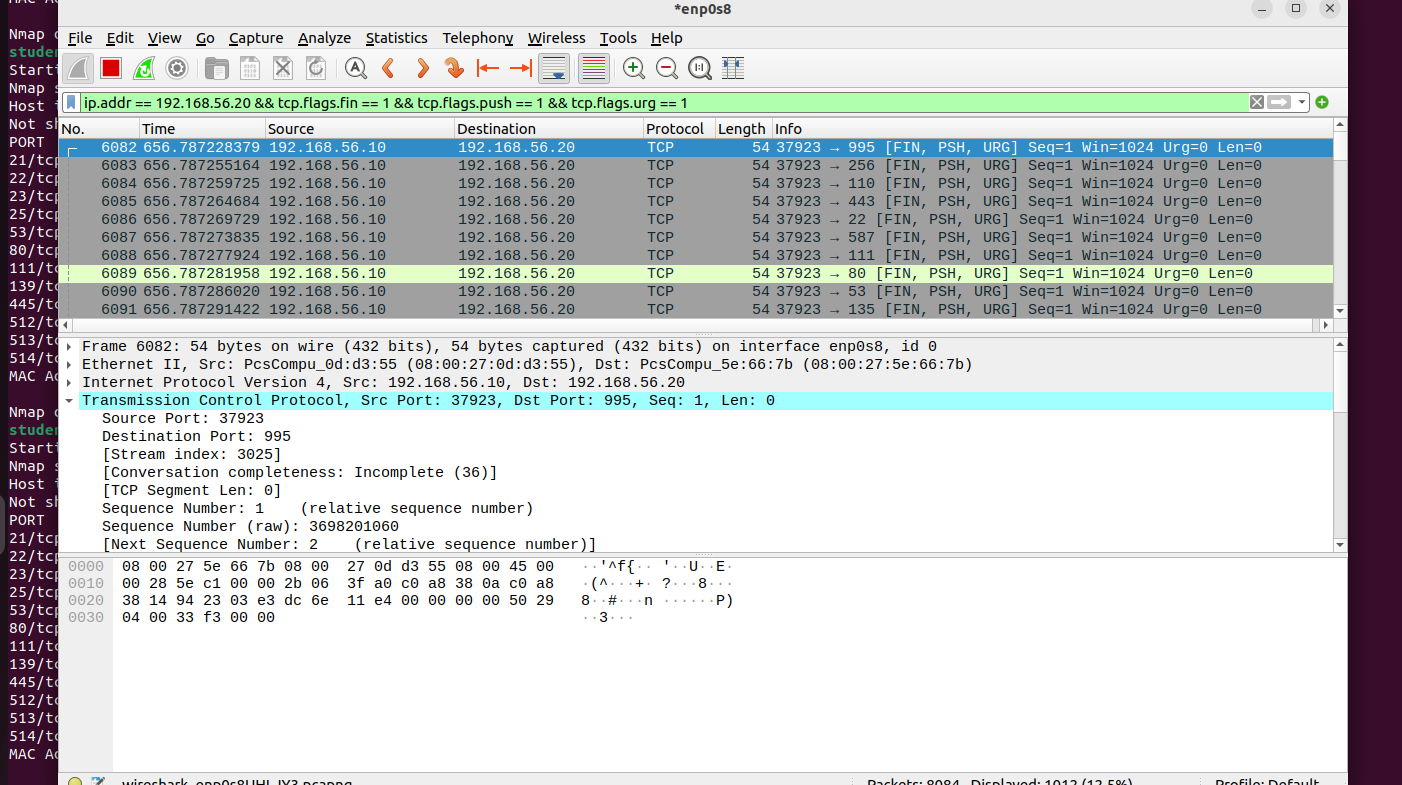 *enp0s8
File Edit View Go Capture Analyze Statistics Telephony Wireless Tools Help
ip.addr == 192.168.56.20 && tcp.flags.fin == 1 && tcp.flags.push == 1 && tcp.flags.urg == 1
No. Time Source Destination Protocol Length Info
6082 656.787228379 192.168.56.10 192.168.56.20 TCP 54 37923 → 995 [FIN, PSH, URG] Seq=1 Win=1024 Urg=0 Len=0
6083 656.787255164 192.168.56.10 192.168.56.20 TCP 54 37923 → 256 [FIN, PSH, URG] Seq=1 Win=1024 Urg=0 Len=0
6084 656.787259725 192.168.56.10 192.168.56.20 TCP 54 37923 → 110 [FIN, PSH, URG] Seq=1 Win=1024 Urg=0 Len=0
6085 656.787264684 192.168.56.10 192.168.56.20 TCP 54 37923 → 443 [FIN, PSH, URG] Seq=1 Win=1024 Urg=0 Len=0
6086 656.787269729 192.168.56.10 192.168.56.20 TCP 54 37923 → 22 [FIN, PSH, URG] Seq=1 Win=1024 Urg=0 Len=0
6087 656.787273835 192.168.56.10 192.168.56.20 TCP 54 37923 → 587 [FIN, PSH, URG] Seq=1 Win=1024 Urg=0 Len=0
6088 656.787277924 192.168.56.10 192.168.56.20 TCP 54 37923 → 111 [FIN, PSH, URG] Seq=1 Win=1024 Urg=0 Len=0
6089 656.787281958 192.168.56.10 192.168.56.20 TCP 54 37923 → 80 [FIN, PSH, URG] Seq=1 Win=1024 Urg=0 Len=0
6090 656.787286020 192.168.56.10 192.168.56.20 TCP 54 37923 → 53 [FIN, PSH, URG] Seq=1 Win=1024 Urg=0 Len=0
6091 656.787291422 192.168.56.10 192.168.56.20 TCP 54 37923 → 135 [FIN, PSH, URG] Seq=1 Win=1024 Urg=0 Len=0
Frame 6082: 54 bytes on wire (432 bits), 54 bytes captured (432 bits) on interface enp0s8, id 0
Ethernet II, Src: PcsCompu_0d:d3:55 (08:00:27:0d:d3:55), Dst: PcsCompu_5e:66:7b (08:00:27:5e:66:7b)
Internet Protocol Version 4, Src: 192.168.56.10, Dst: 192.168.56.20
Transmission Control Protocol, Src Port: 37923, Dst Port: 995, Seq: 1, Len: 0
Source Port: 37923
Destination Port: 995
[Stream index: 3025]
[Conversation completeness: Incomplete (36)]
[TCP Segment Len: 0]
Sequence Number: 1 (relative sequence number)
Sequence Number (raw): 3698201060
[Next Sequence Number: 2 (relative sequence number)]
0000 08 00 27 5e 66 7b 08 00 27 0d d3 55 08 00 45 00 ··'^f{·· '··U··E·
0010 00 28 5e c1 00 00 2b 06 3f a0 c0 a8 38 0a c0 a8 ·(^···+· ?···8···
0020 38 14 94 23 03 e3 dc 6e 11 e4 00 00 00 00 50 29 8··#···n ······P)
0030 04 00 33 f3 00 00 ··3···
Packets: 8084 · Displayed: 1012 (12.5%)
Profile: Default
Nmap
Nmap
Host
PORT
MAC
Nmap
Nmap
Host
PORT
MAC